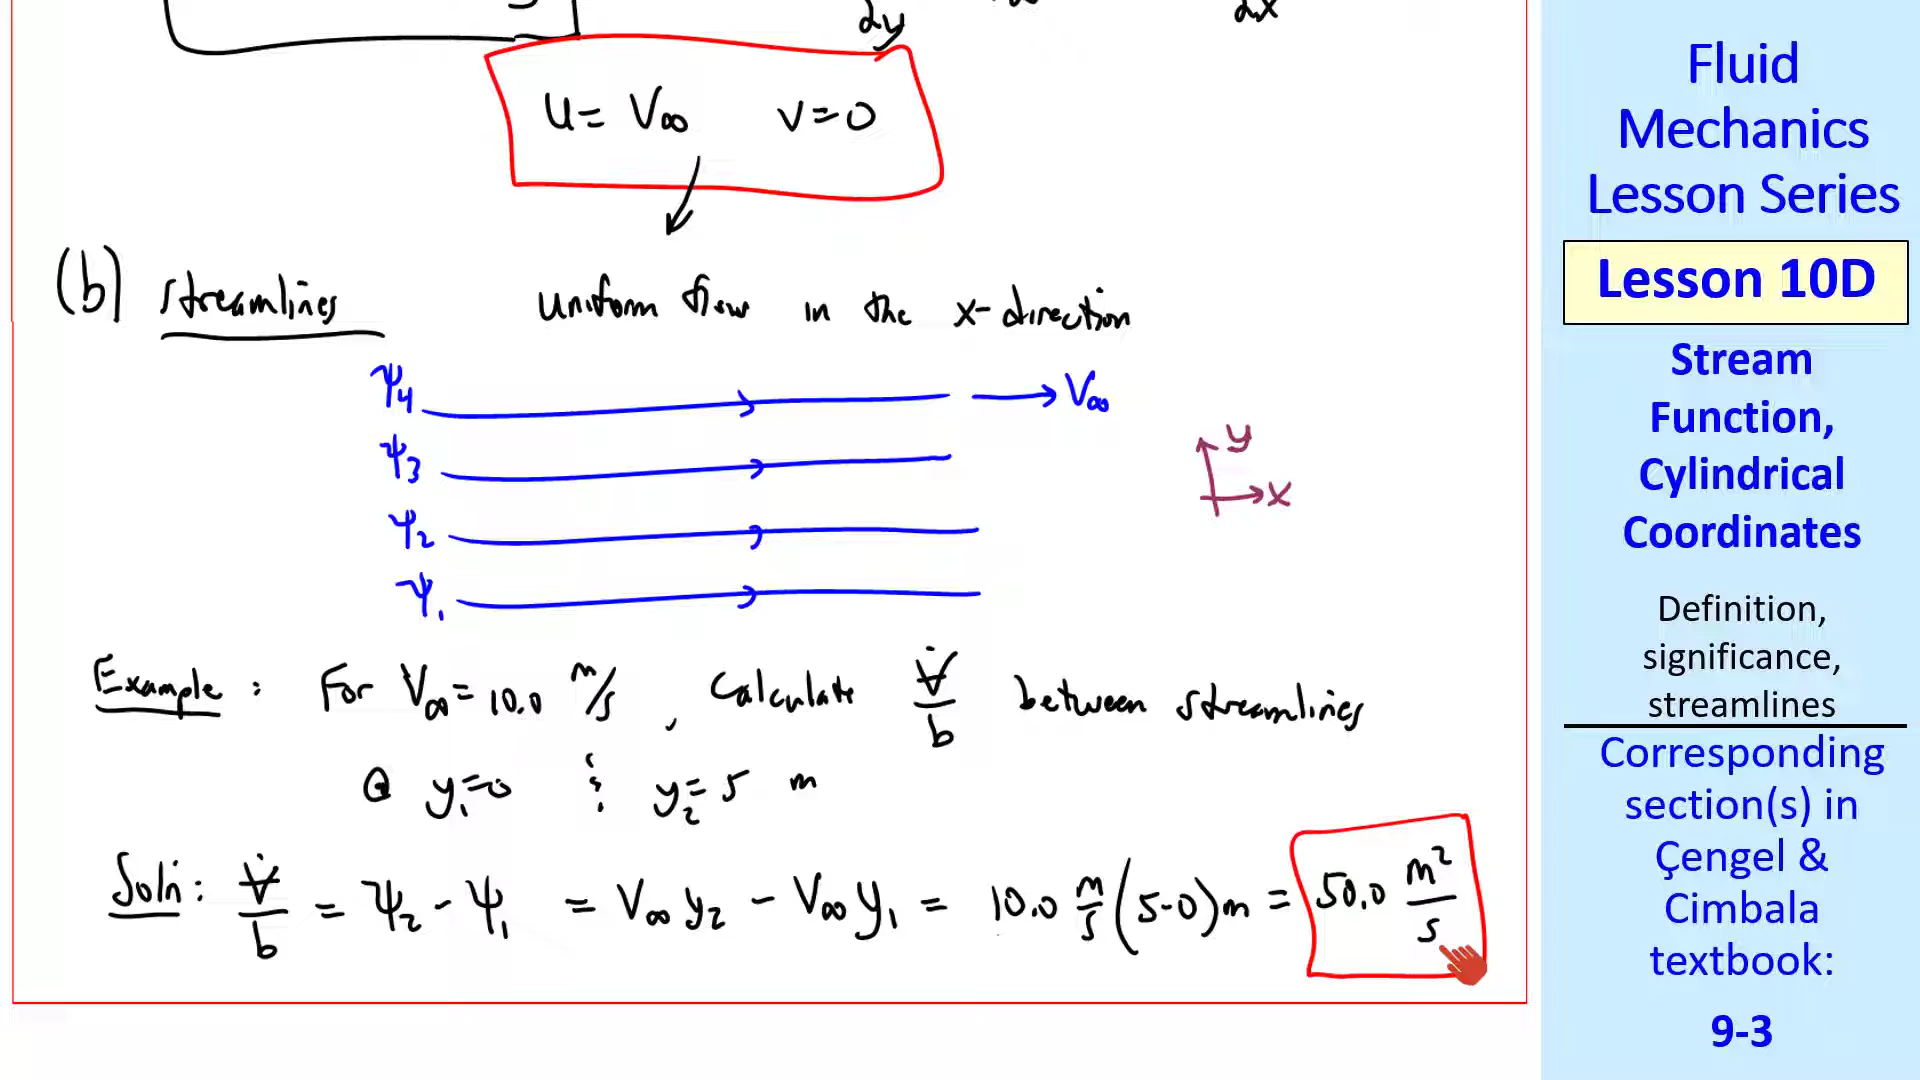 ∂y
∂x
u = V∞ v = 0
(b) streamlines uniform flow in the x-direction
ψ4 V∞
ψ3
y
x
ψ2
ψ1
Example : For V∞ = 10.0 m/s , Calculate V̇/b between streamlines
@ y1=0 & y2= 5 m
Soln: V̇/b = ψ2 - ψ1 = V∞ y2 - V∞ y1 = 10.0 m/s (5-0) m = 50.0 m²/s
Fluid
Mechanics
Lesson Series
Lesson 10D
Stream
Function,
Cylindrical
Coordinates
Definition,
significance,
streamlines
Corresponding
section(s) in
Çengel &
Cimbala
textbook:
9-3